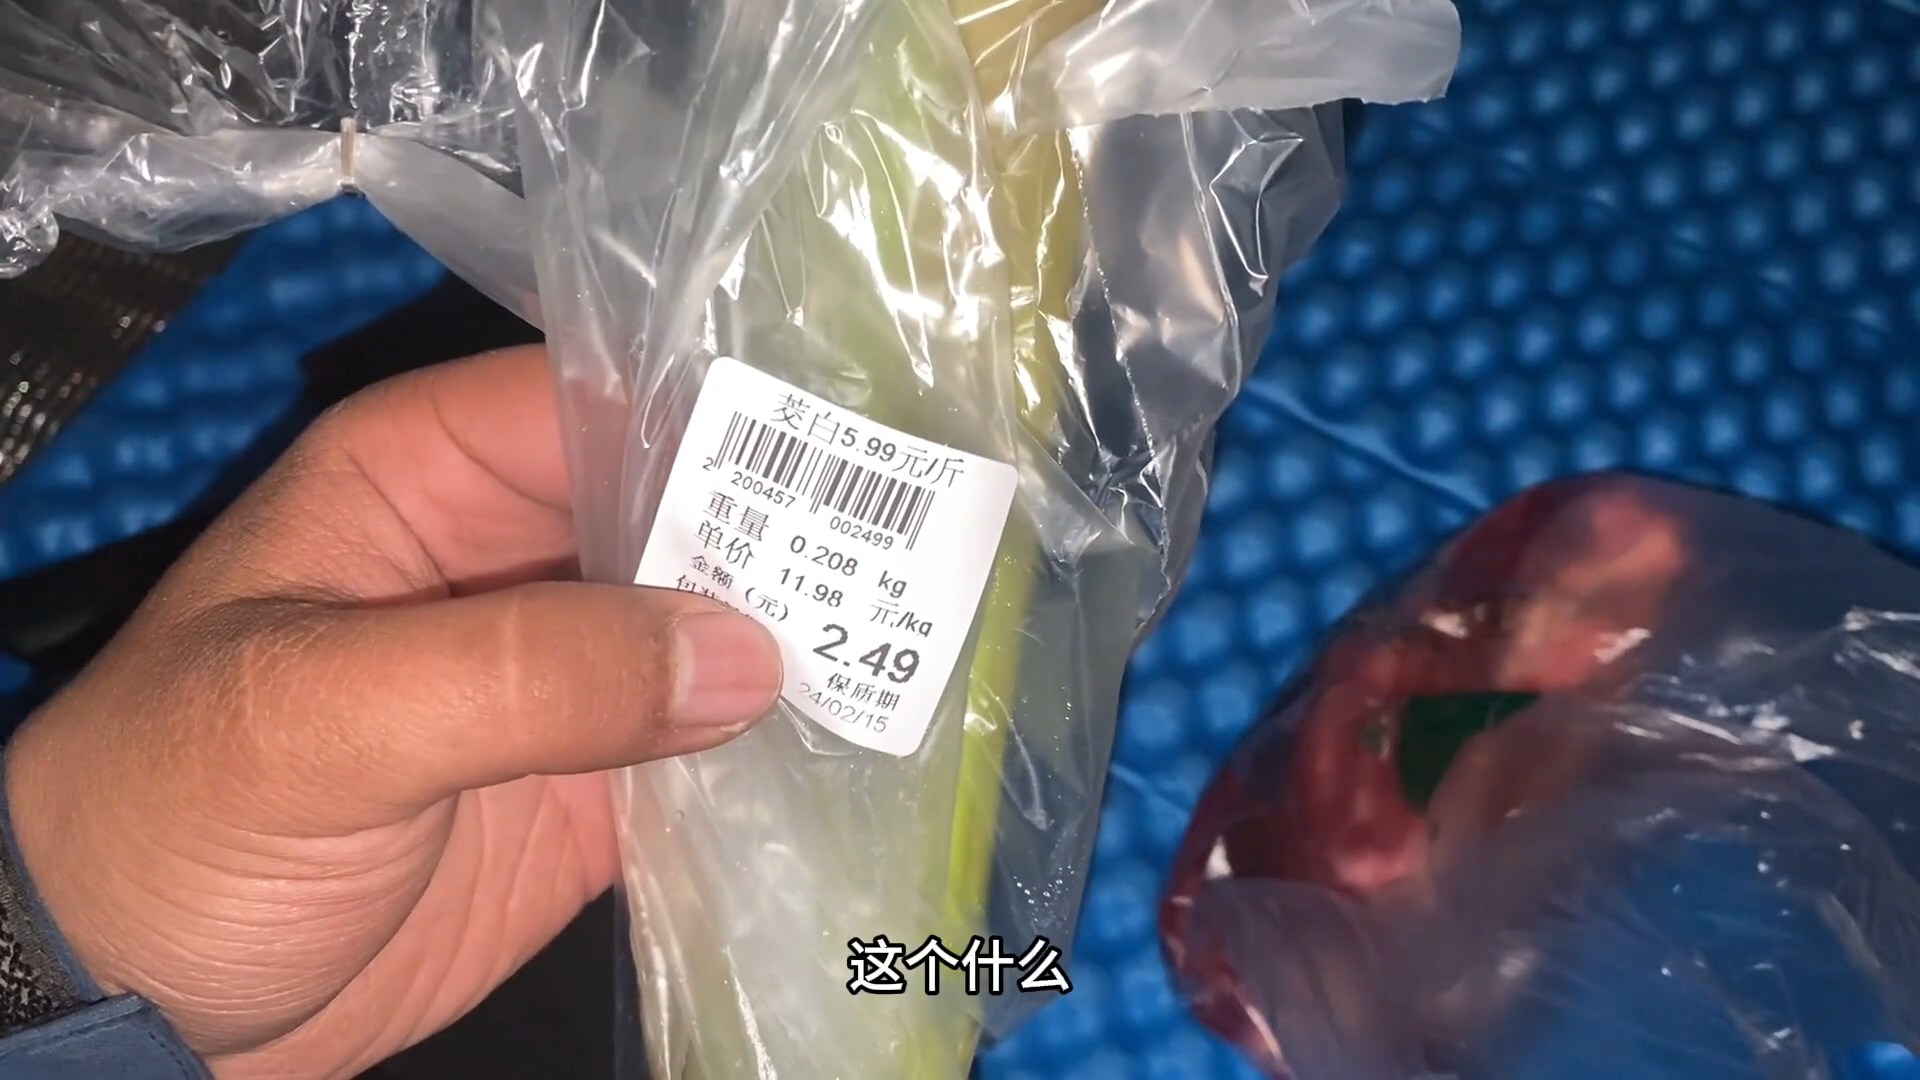 茭白5.99元/斤
2 200457 002499
重量 0.208 kg
单价 11.98 元/kg
金额(元) 2.49
保质期
24/02/15
这个什么